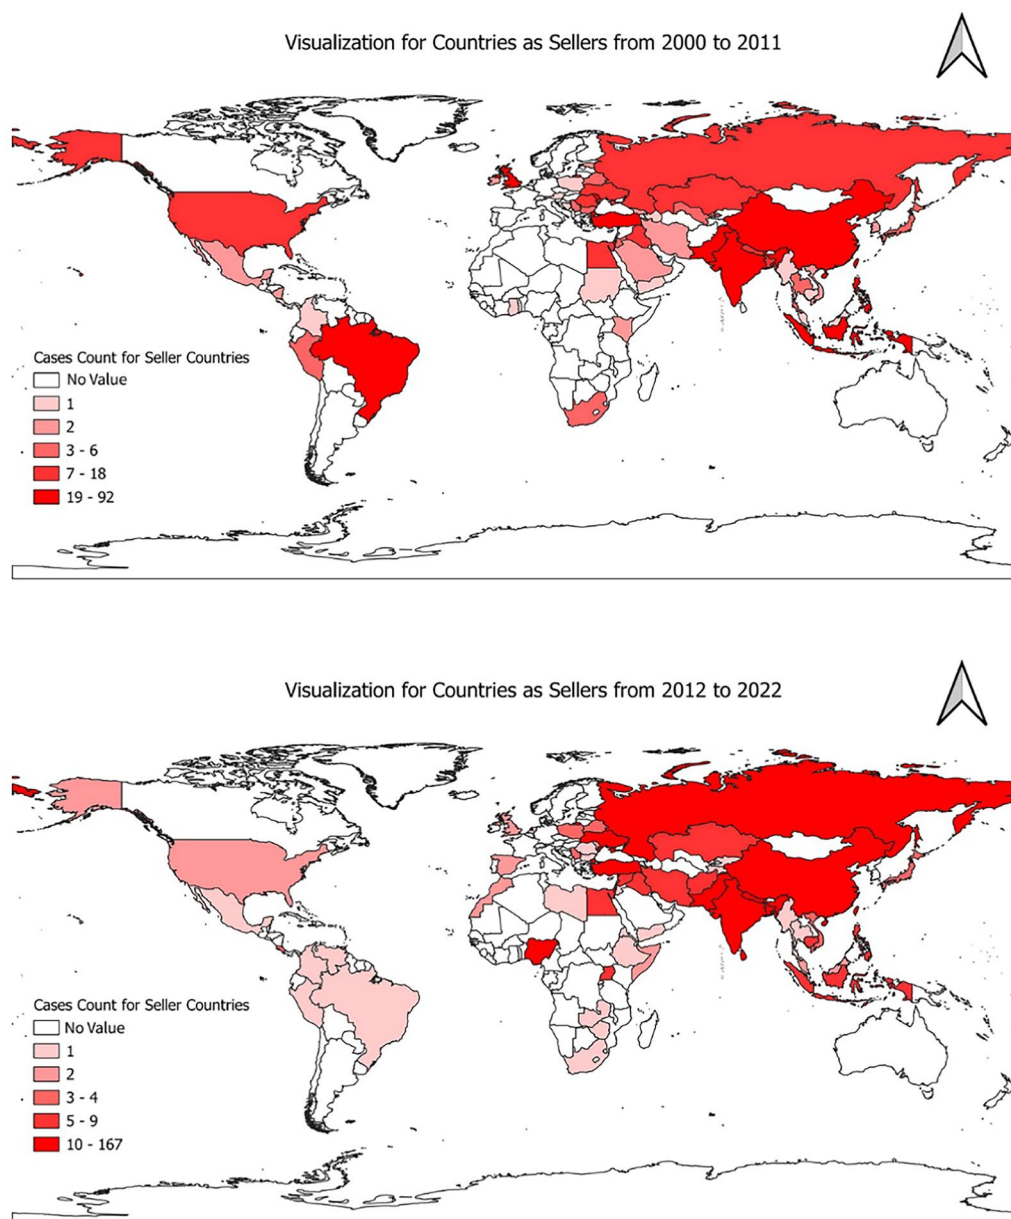 Visualization for Countries as Sellers from 2000 to 2011
Cases Count for Seller Countries
No Value
1
2
3 - 6
7 - 18
19 - 92
Visualization for Countries as Sellers from 2012 to 2022
Cases Count for Seller Countries
No Value
1
2
3 - 4
5 - 9
10 - 167